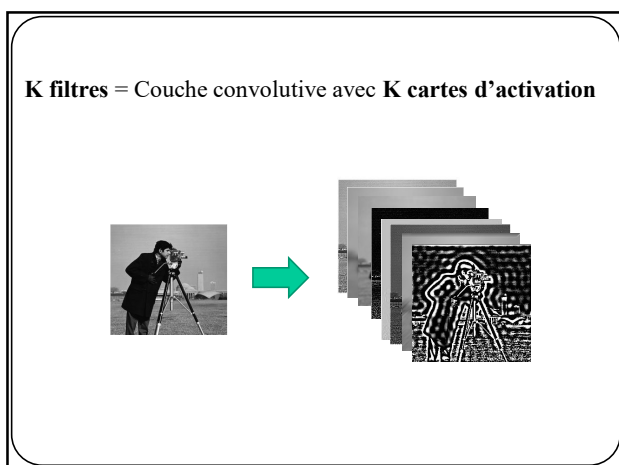 K filtres = Couche convolutive avec K cartes d’activation